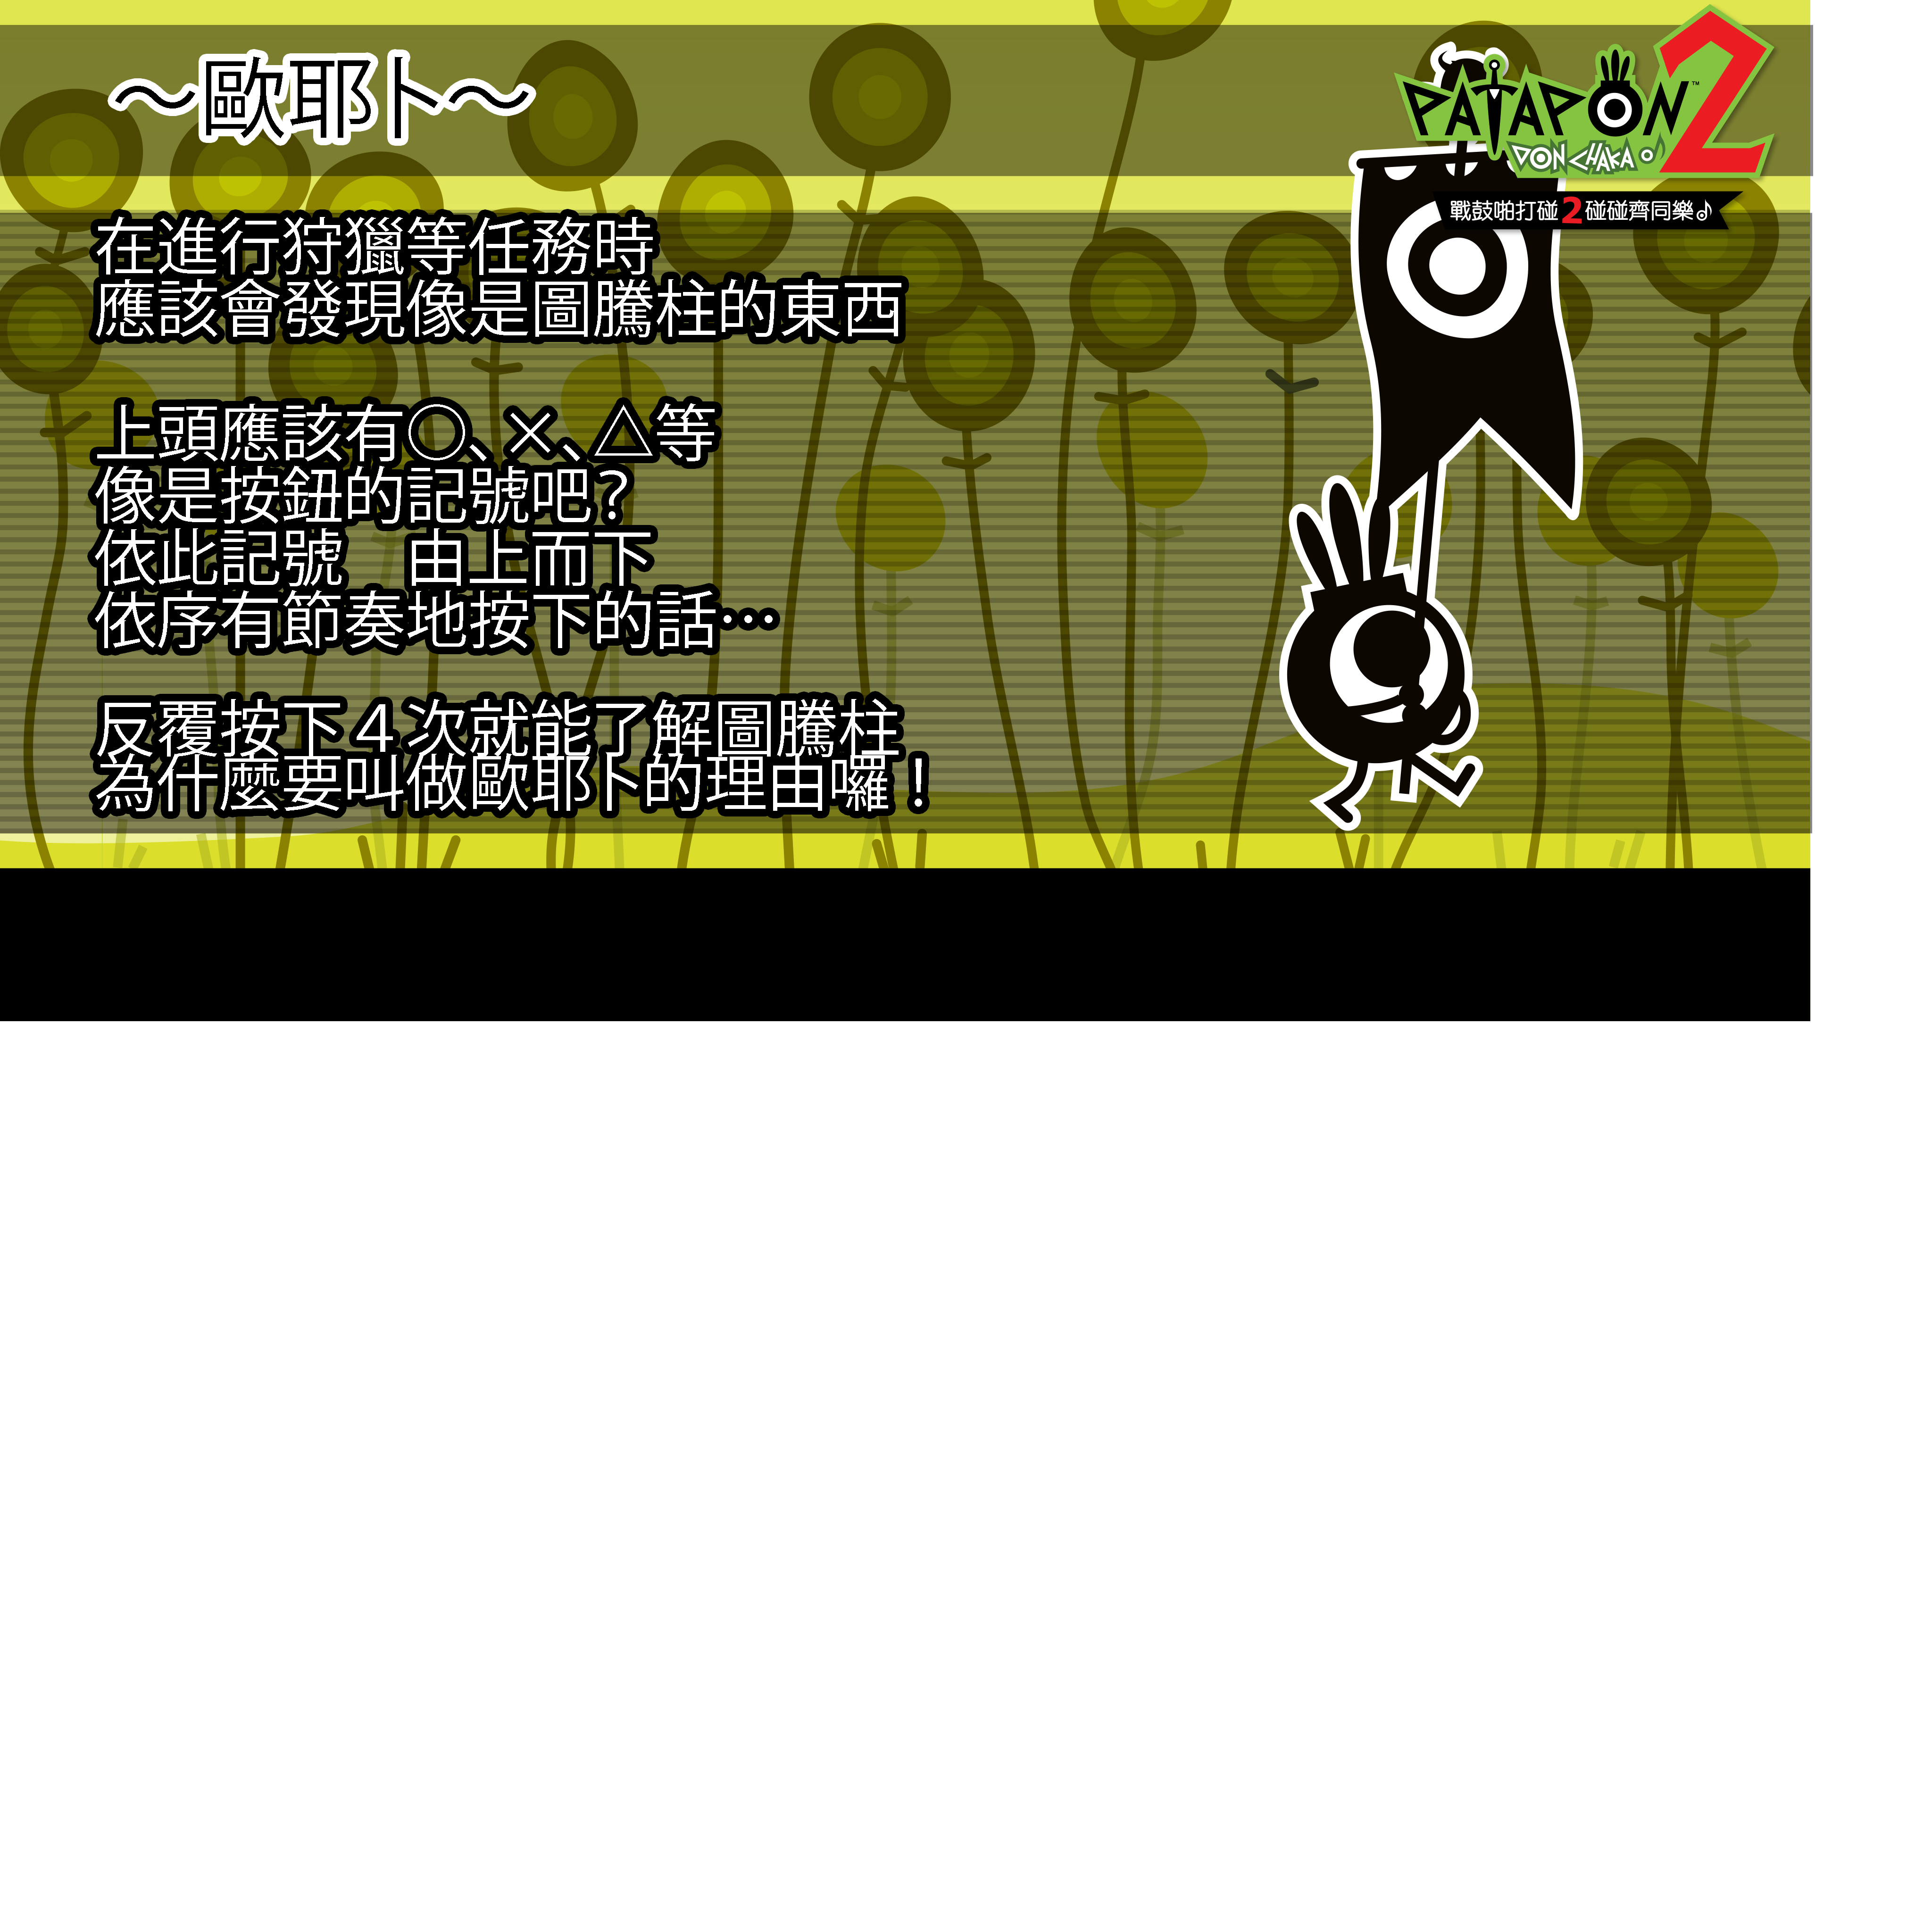 ～歐耶卜～
PATAPON™2
DON CHAKA♪
戰鼓啪打碰2碰碰齊同樂♪
在進行狩獵等任務時
應該會發現像是圖騰柱的東西
上頭應該有○、×、△等
像是按鈕的記號吧？
依此記號　由上而下
依序有節奏地按下的話…
反覆按下４次就能了解圖騰柱
為什麼要叫做歐耶卜的理由囉！